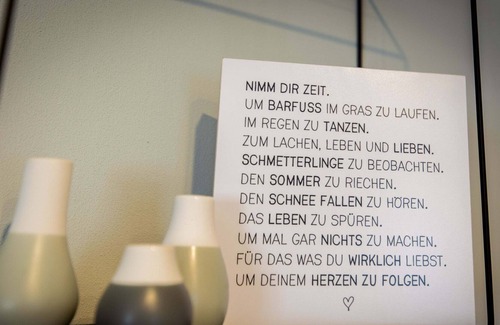 NIMM DIR ZEIT.
UM BARFUSS IM GRAS ZU LAUFEN.
IM REGEN ZU TANZEN.
ZUM LACHEN, LEBEN UND LIEBEN.
SCHMETTERLINGE ZU BEOBACHTEN.
DEN SOMMER ZU RIECHEN.
DEN SCHNEE FALLEN ZU HÖREN.
DAS LEBEN ZU SPÜREN.
UM MAL GAR NICHTS ZU MACHEN.
FÜR DAS WAS DU WIRKLICH LIEBST.
UM DEINEM HERZEN ZU FOLGEN.